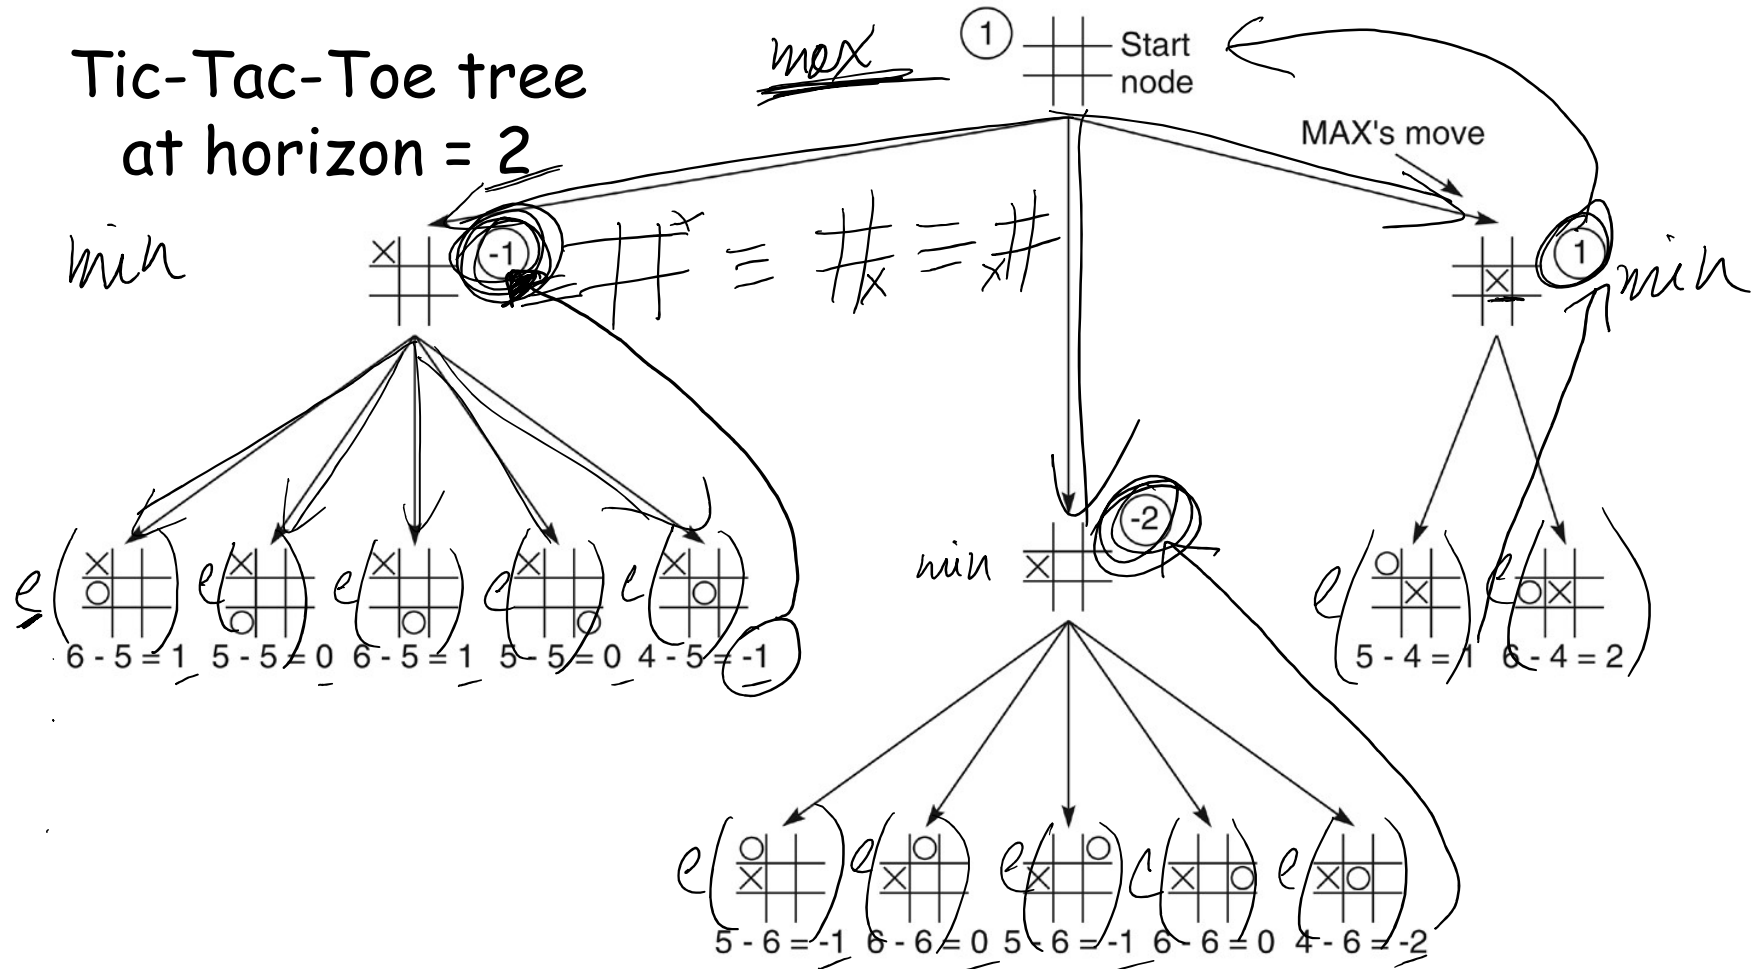 Tic-Tac-Toe tree
at horizon = 2
max
1
Start
node
MAX's move
min
X
-1
X
≡
X
≡
X
X
1
min
min
X
-2
e
X
O
e
X
O
e
X
O
e
X
O
e
X
O
6 - 5 = 1
5 - 5 = 0
6 - 5 = 1
5 - 5 = 0
4 - 5 = -1
e
O
X
e
O X
5 - 4 = 1
6 - 4 = 2
e
O
X
e
O
X
e
O
X
e
X O
e
X O
5 - 6 = -1
6 - 6 = 0
5 - 6 = -1
6 - 6 = 0
4 - 6 = -2